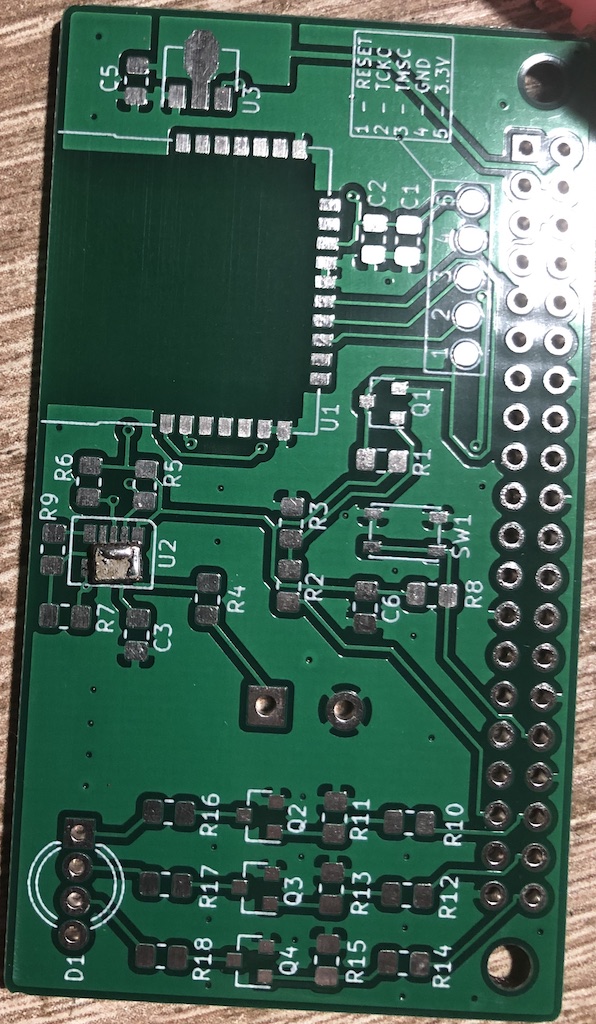 C5
U3
1 - RESET
2 - TCKC
3 - TMSC
4 - GND
5 - 3.3V
C2
C1
5
4
3
2
1
U1
Q1
R1
R6
R5
R9
U2
R3
SW1
R7
C3
R4
R2
C6
R8
R16
Q2
R11
R10
R17
Q3
R13
R12
D1
R18
Q4
R15
R14